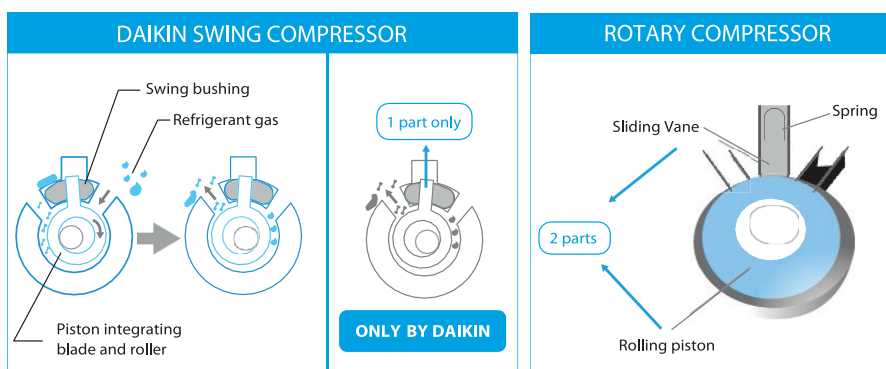 DAIKIN SWING COMPRESSOR
Swing bushing
Refrigerant gas
Piston integrating
blade and roller
1 part only
ONLY BY DAIKIN
ROTARY COMPRESSOR
Spring
Sliding Vane
2 parts
Rolling piston